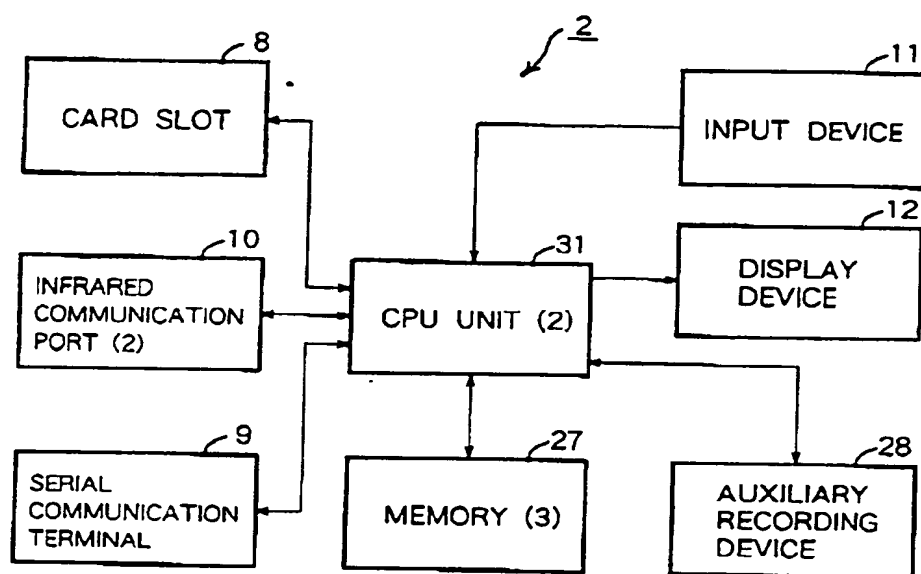 2
8
CARD SLOT
11
INPUT DEVICE
10
INFRARED
COMMUNICATION
PORT (2)
31
CPU UNIT (2)
12
DISPLAY
DEVICE
9
SERIAL
COMMUNICATION
TERMINAL
27
MEMORY (3)
28
AUXILIARY
RECORDING
DEVICE